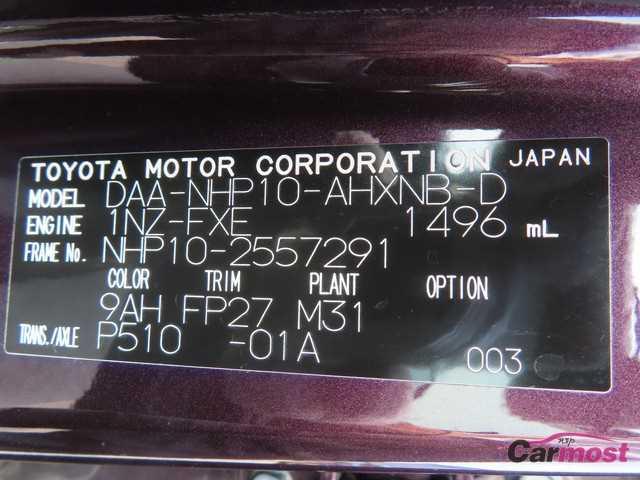 TOYOTA MOTOR CORPORATION JAPAN
MODEL DAA-NHP10-AHXNB-D
ENGINE 1NZ-FXE 1496 mL
FRAME No. NHP10-2557291
COLOR TRIM PLANT OPTION
9AH FP27 M31
TRANS./AXLE P510 -01A 003
nsp
Carmost